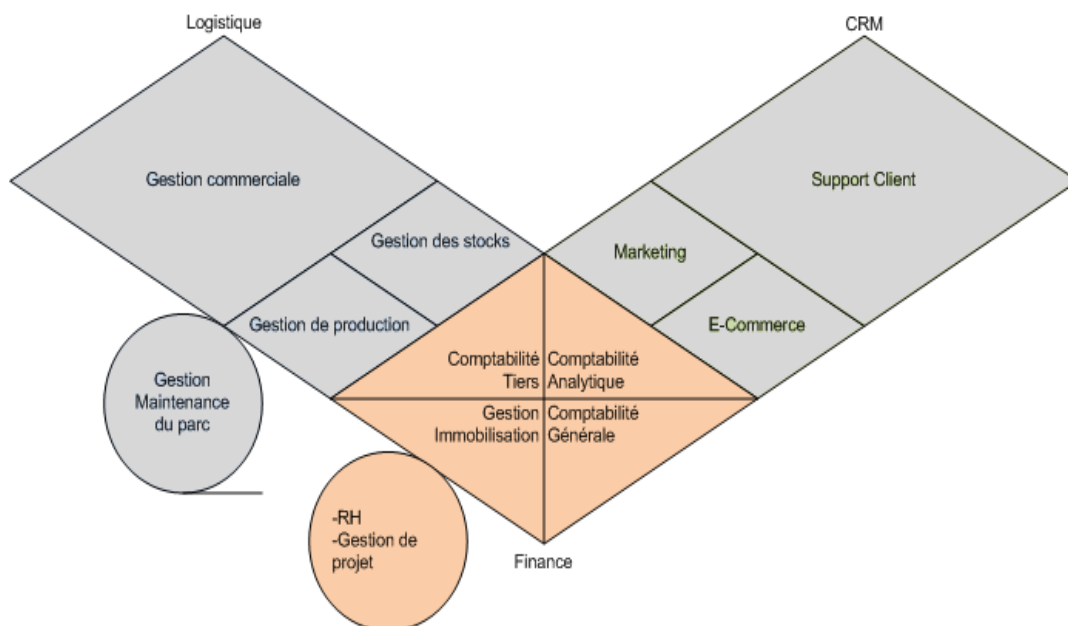 Logistique
CRM
Gestion commerciale
Support Client
Gestion des stocks
Marketing
Gestion de production
E-Commerce
Comptabilité
Tiers
Comptabilité
Analytique
Gestion
Immobilisation
Comptabilité
Générale
Gestion
Maintenance
du parc
-RH
-Gestion de
projet
Finance